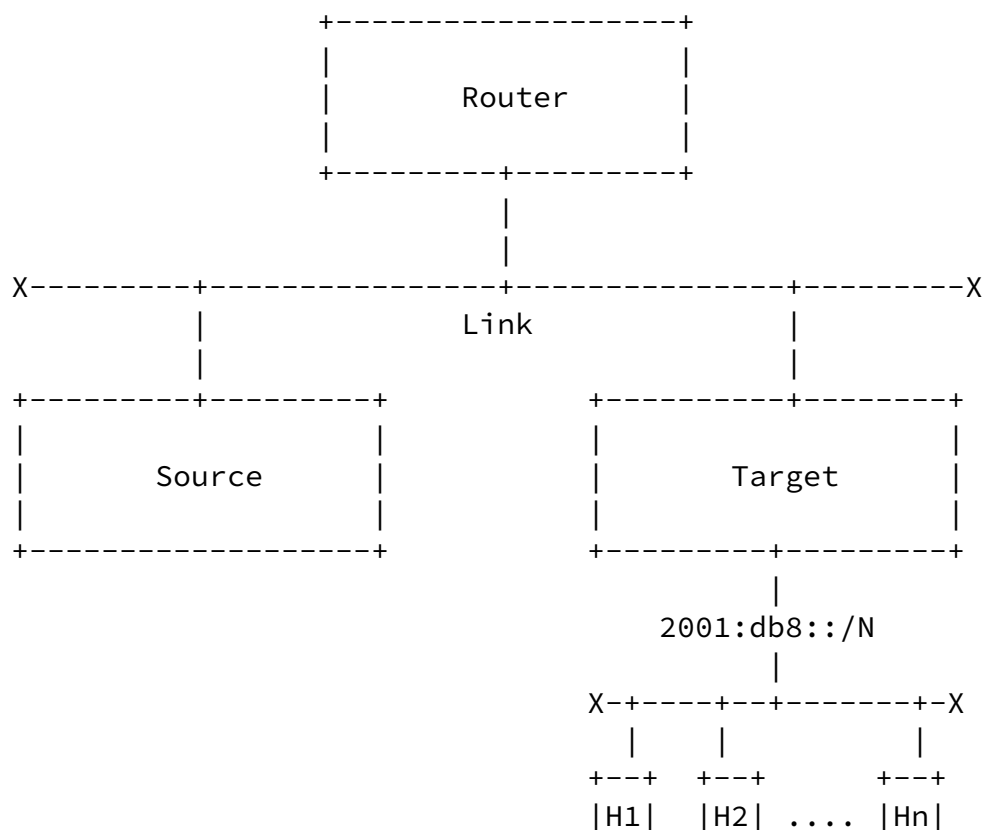 Router
Link
Source Target
2001:db8::/N
X X
H1 H2 .... Hn